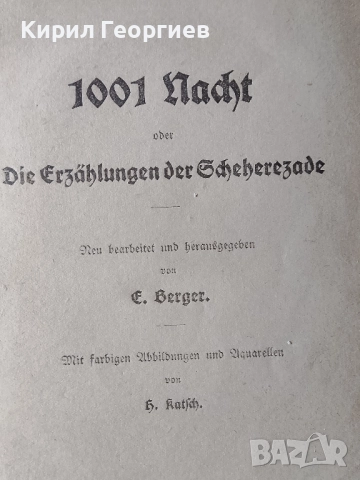 Кирил Георгиев
1001 Nacht
oder
Die Erzählungen der Scheherezade
Neu bearbeitet und herausgegeben
von
E. Berger.
Mit farbigen Abbildungen und Aquarellen
von
H. Katsch.
BAZAR